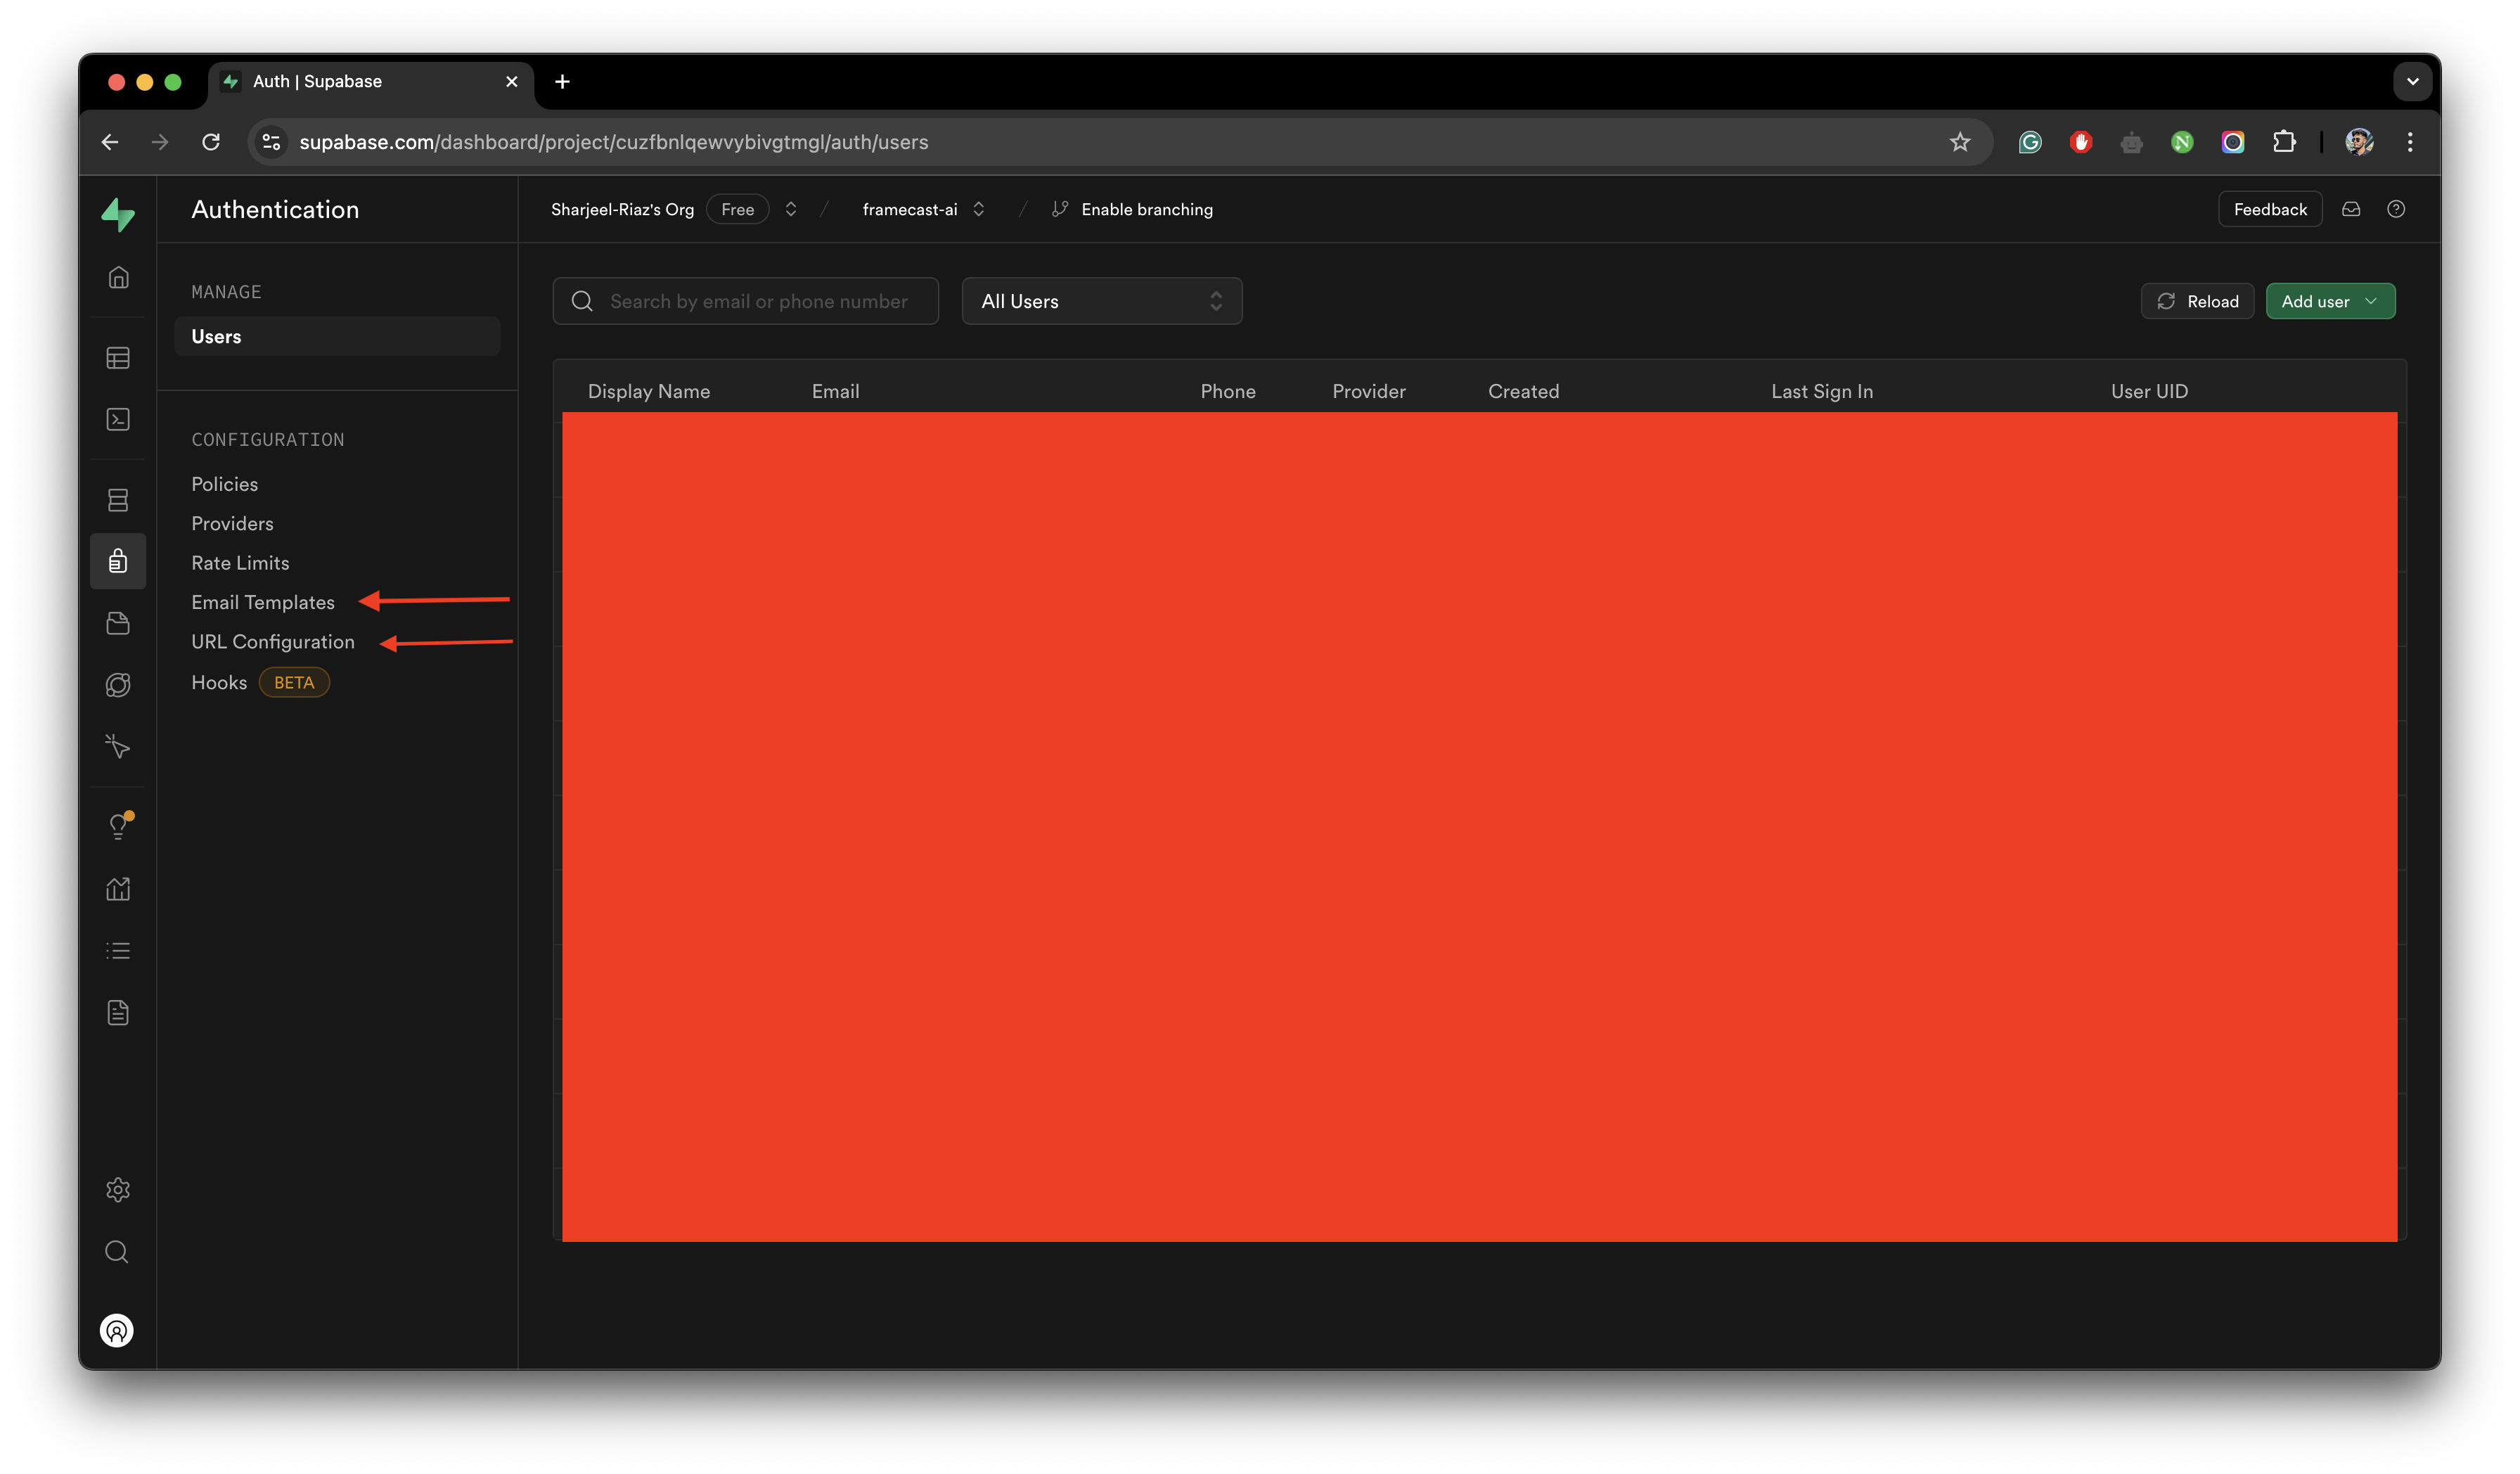 Auth | Supabase
supabase.com/dashboard/project/cuzfbnlqewvybivgtmgl/auth/users
Authentication
Sharjeel-Riaz's Org Free / framecast-ai / Enable branching
Feedback
MANAGE
Users
CONFIGURATION
Policies
Providers
Rate Limits
Email Templates
URL Configuration
Hooks BETA
Search by email or phone number
All Users
Reload
Add user
Display Name Email Phone Provider Created Last Sign In User UID